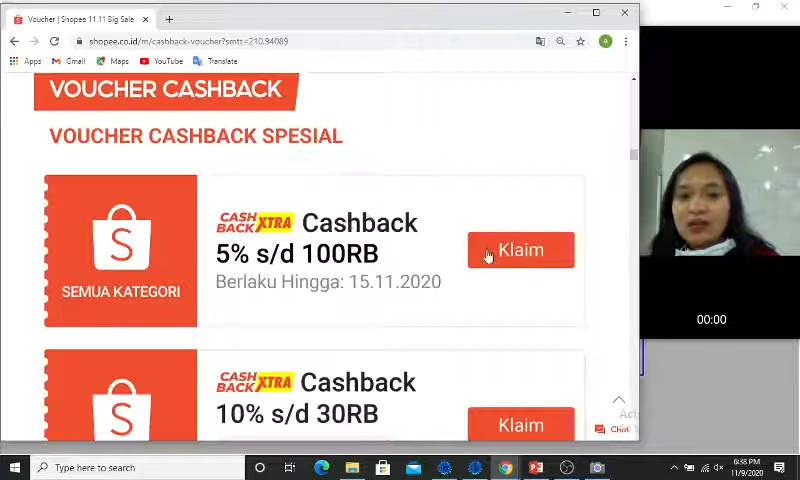 Voucher | Shopee 11.11 Big Sale
shopee.co.id/m/cashback-voucher?smtt=210.94089
Apps Gmail Maps YouTube Translate
VOUCHER CASHBACK
VOUCHER CASHBACK SPESIAL
CASH BACK XTRA Cashback
5% s/d 100RB
Berlaku Hingga: 15.11.2020
Klaim
S
SEMUA KATEGORI
CASH BACK XTRA Cashback
10% s/d 30RB
Klaim
S
Chat
00:00
Type here to search
6:38 PM
11/9/2020